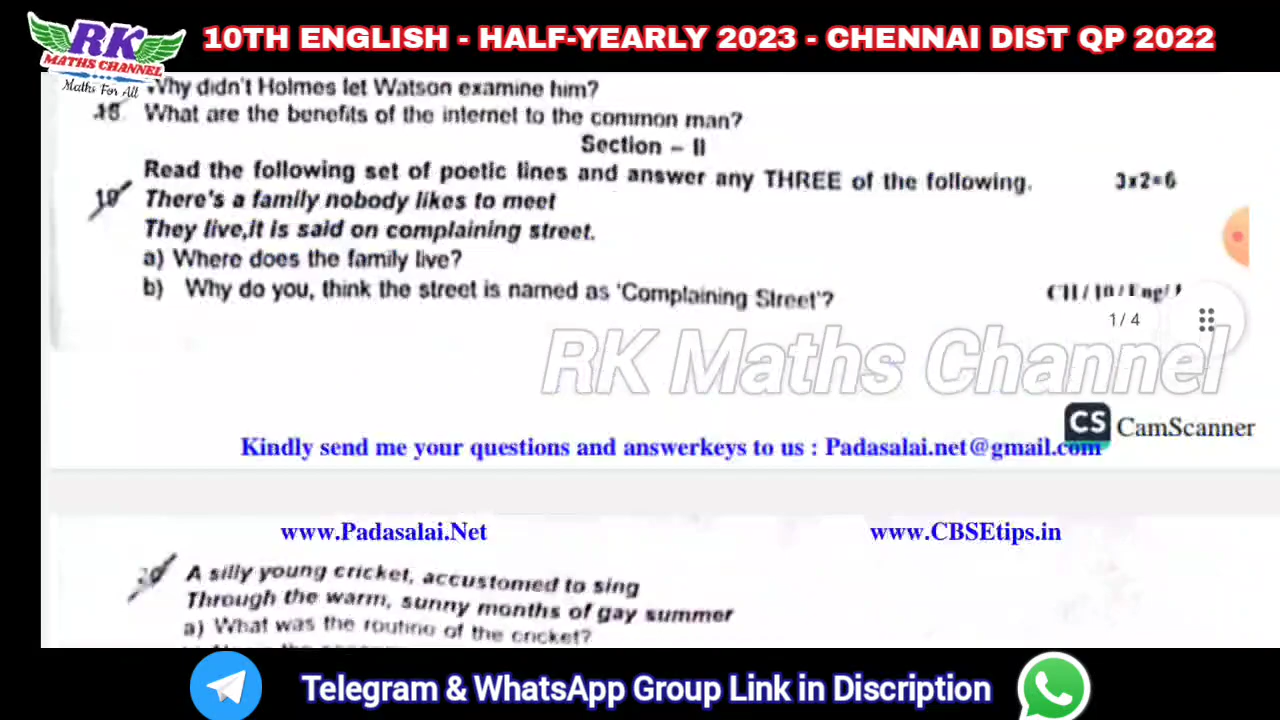 RK
MATHS CHANNEL
Maths For All
10TH ENGLISH - HALF-YEARLY 2023 - CHENNAI DIST QP 2022
Why didn't Holmes let Watson examine him?
18. What are the benefits of the internet to the common man?
Section – II
Read the following set of poetic lines and answer any THREE of the following. 3x2=6
19 There's a family nobody likes to meet
They live,it is said on complaining street.
a) Where does the family live?
b) Why do you, think the street is named as 'Complaining Street'?
CH / 10 / Eng/
1 / 4
RK Maths Channel
CS CamScanner
Kindly send me your questions and answerkeys to us : Padasalai.net@gmail.com
www.Padasalai.Net www.CBSEtips.in
20 A silly young cricket, accustomed to sing
Through the warm, sunny months of gay summer
a) What was the routine of the cricket?
Telegram & WhatsApp Group Link in Discription